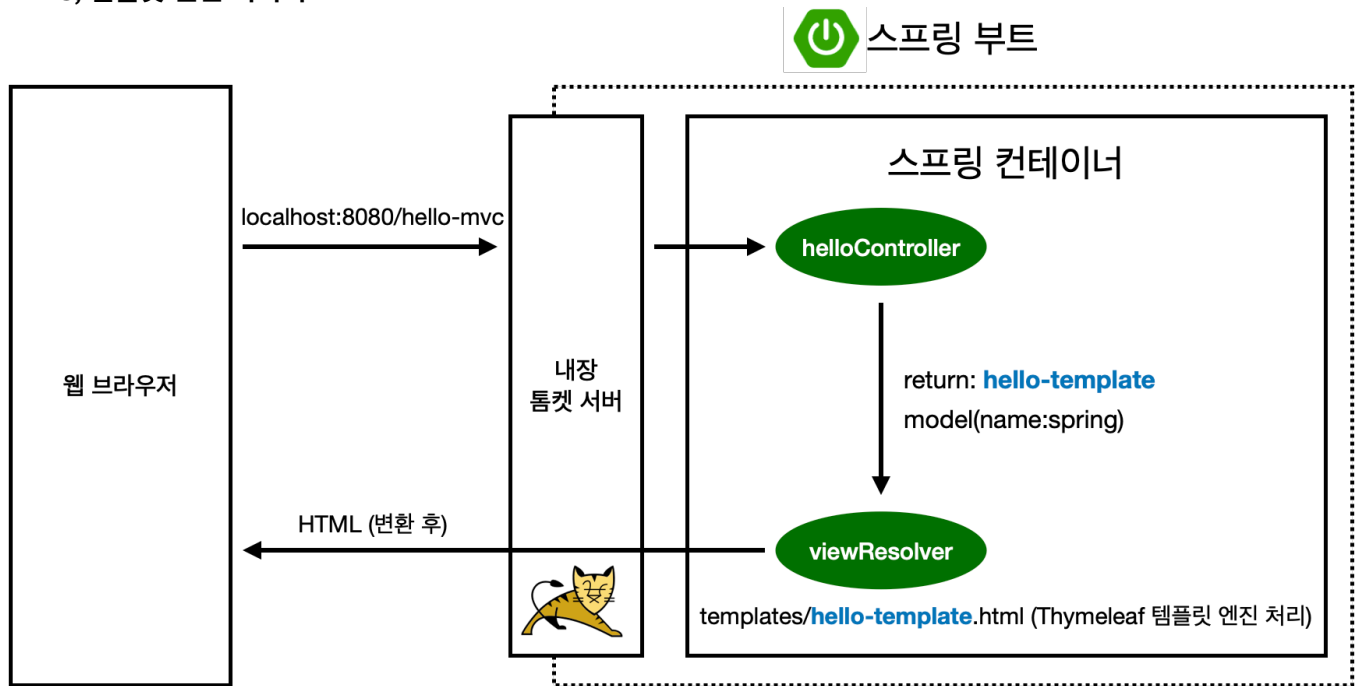 스프링 부트
스프링 컨테이너
localhost:8080/hello-mvc
helloController
웹 브라우저
내장
톰켓 서버
return: hello-template
model(name:spring)
HTML (변환 후)
viewResolver
templates/hello-template.html (Thymeleaf 템플릿 엔진 처리)